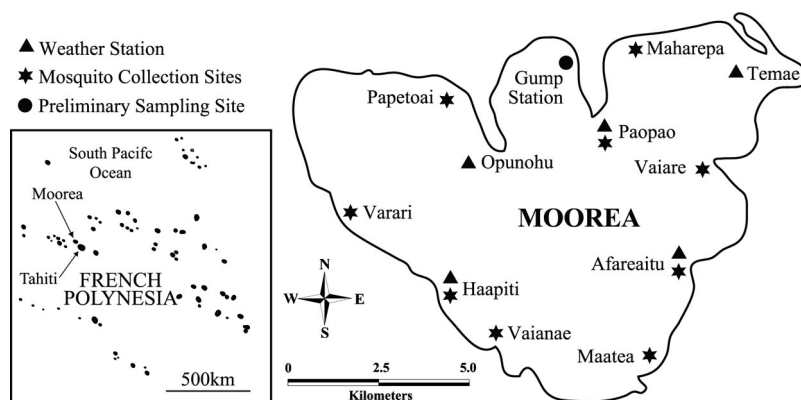 Weather Station
Mosquito Collection Sites
Preliminary Sampling Site
South Pacifc
Ocean
Moorea
Tahiti
FRENCH
POLYNESIA
500km
Maharepa
Temae
Gump
Station
Papetoai
Paopao
Opunohu
Vaiare
Varari
MOOREA
Afareaitu
Haapiti
Vaianae
Maatea
N
W
E
S
0
2.5
5.0
Kilometers